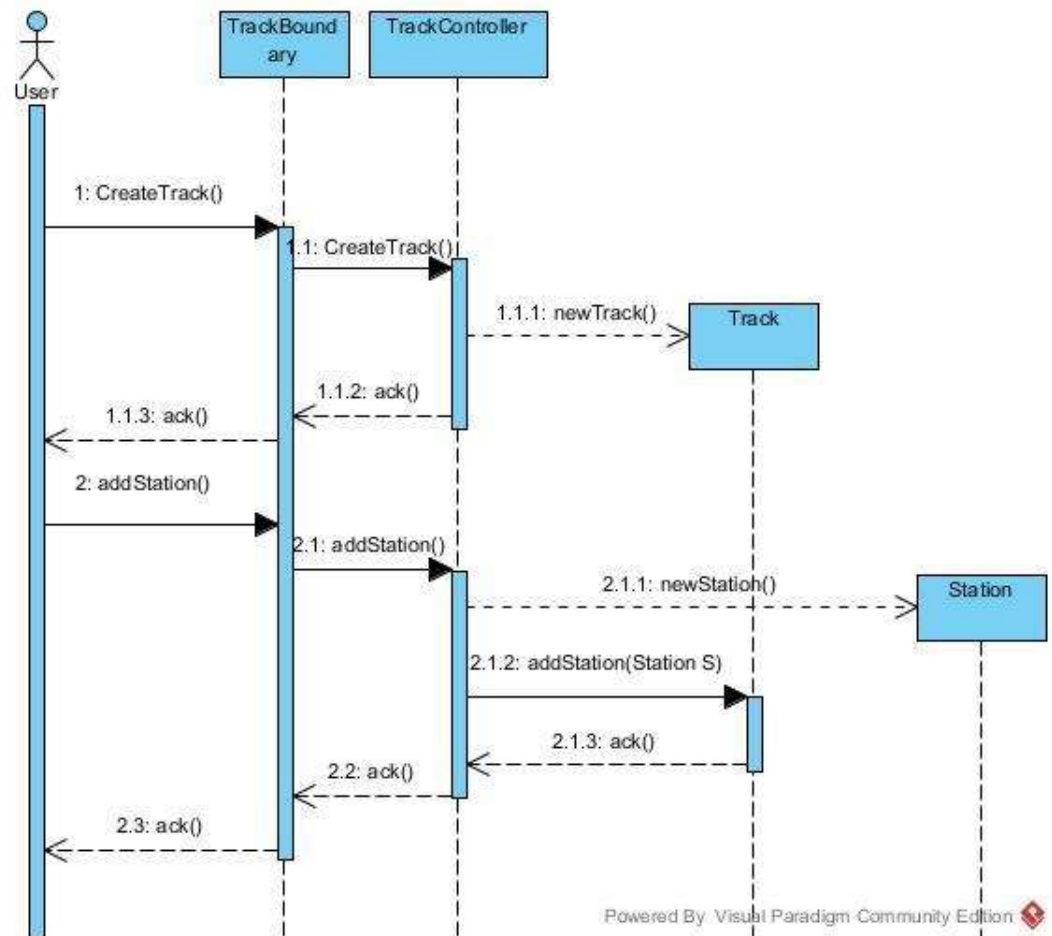 TrackBound
ary
TrackController
User
1: CreateTrack()
1.1: CreateTrack()
1.1.1: newTrack()
Track
1.1.2: ack()
1.1.3: ack()
2: addStation()
2.1: addStation()
2.1.1: newStation()
Station
2.1.2: addStation(Station S)
2.1.3: ack()
2.2: ack()
2.3: ack()
Powered By Visual Paradigm Community Edition